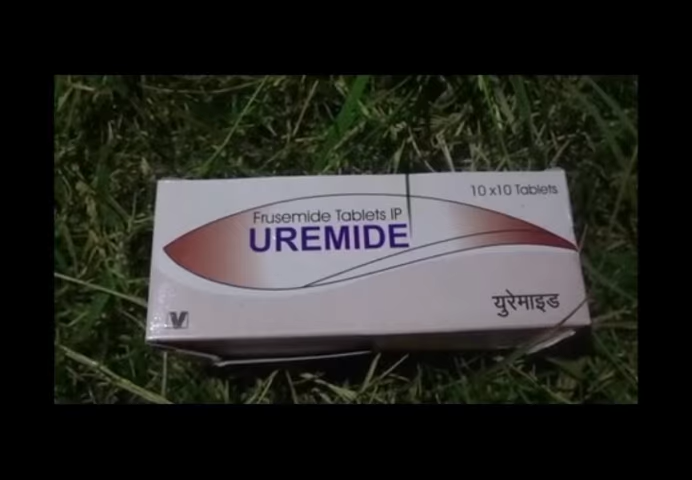 10 x10 Tablets
Frusemide Tablets IP
UREMIDE
युरेमाइड
V